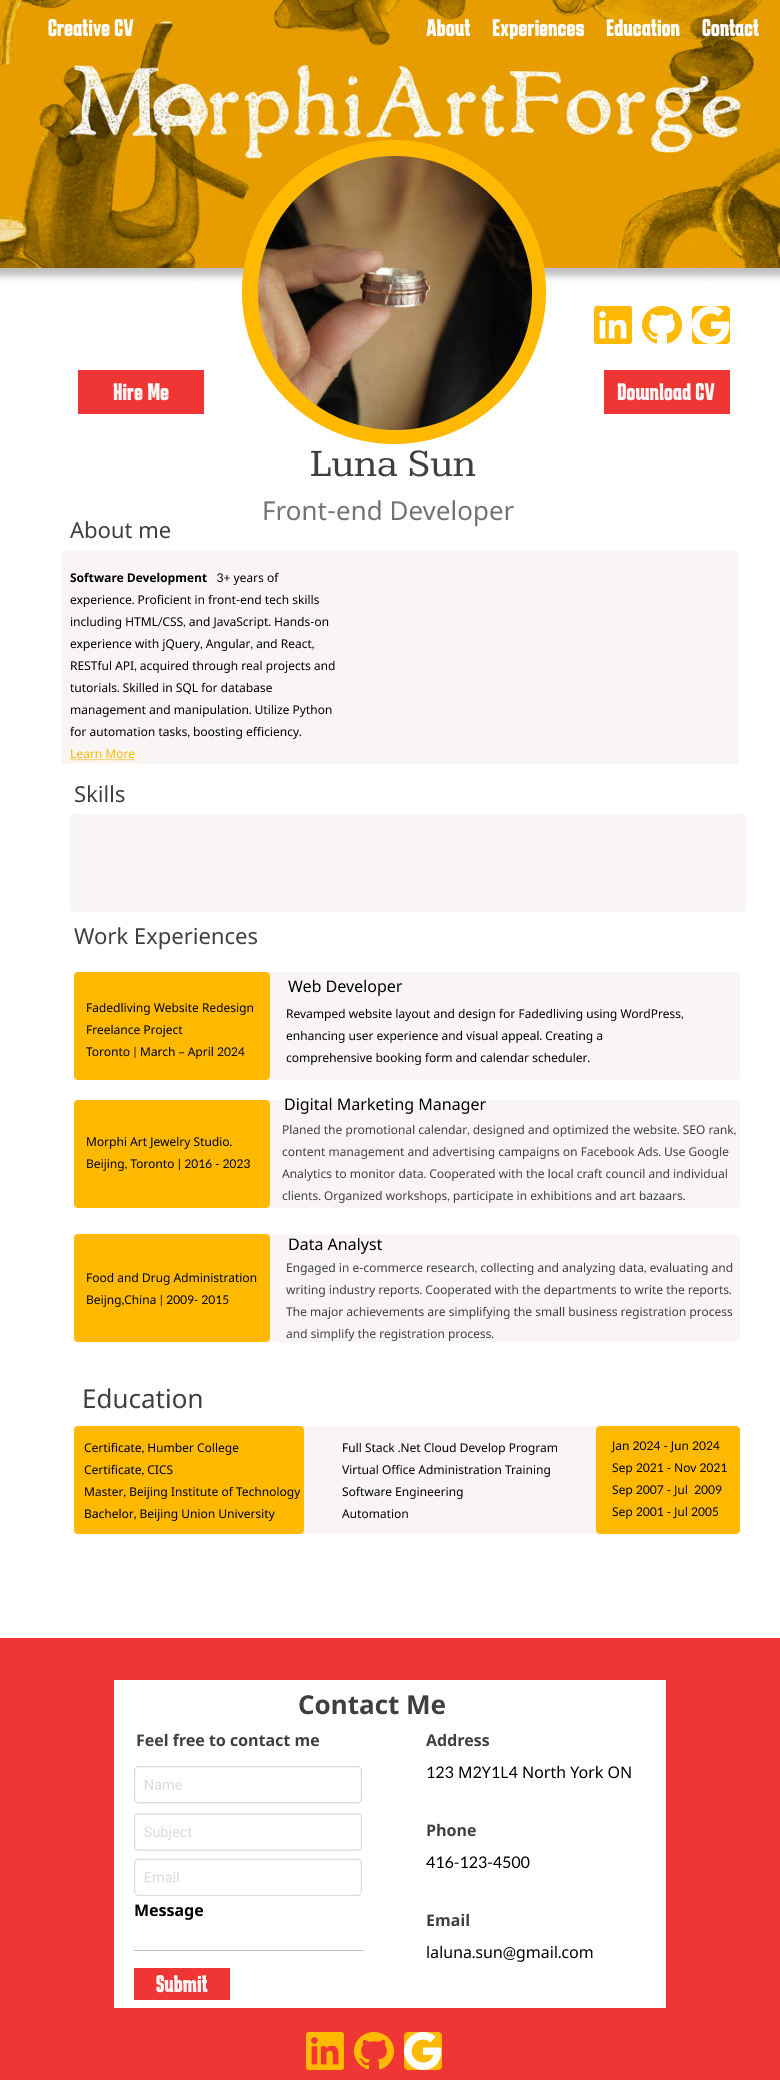 Creative CV About Experiences Education Contact
MorphiArtForge
Hire Me
Download CV
Luna Sun
Front-end Developer
About me
Software Development 3+ years of
experience. Proficient in front-end tech skills
including HTML/CSS, and JavaScript. Hands-on
experience with jQuery, Angular, and React,
RESTful API, acquired through real projects and
tutorials. Skilled in SQL for database
management and manipulation. Utilize Python
for automation tasks, boosting efficiency.
Learn More
Skills
Work Experiences
Fadedliving Website Redesign
Freelance Project
Toronto | March – April 2024
Web Developer
Revamped website layout and design for Fadedliving using WordPress,
enhancing user experience and visual appeal. Creating a
comprehensive booking form and calendar scheduler.
Morphi Art Jewelry Studio.
Beijing, Toronto | 2016 - 2023
Digital Marketing Manager
Planed the promotional calendar, designed and optimized the website. SEO rank,
content management and advertising campaigns on Facebook Ads. Use Google
Analytics to monitor data. Cooperated with the local craft council and individual
clients. Organized workshops, participate in exhibitions and art bazaars.
Food and Drug Administration
Beijng,China | 2009- 2015
Data Analyst
Engaged in e-commerce research, collecting and analyzing data, evaluating and
writing industry reports. Cooperated with the departments to write the reports.
The major achievements are simplifying the small business registration process
and simplify the registration process.
Education
Certificate, Humber College Full Stack .Net Cloud Develop Program Jan 2024 - Jun 2024
Certificate, CICS Virtual Office Administration Training Sep 2021 - Nov 2021
Master, Beijing Institute of Technology Software Engineering Sep 2007 - Jul 2009
Bachelor, Beijing Union University Automation Sep 2001 - Jul 2005
Contact Me
Feel free to contact me
Name
Subject
Email
Message
Submit
Address
123 M2Y1L4 North York ON
Phone
416-123-4500
Email
laluna.sun@gmail.com